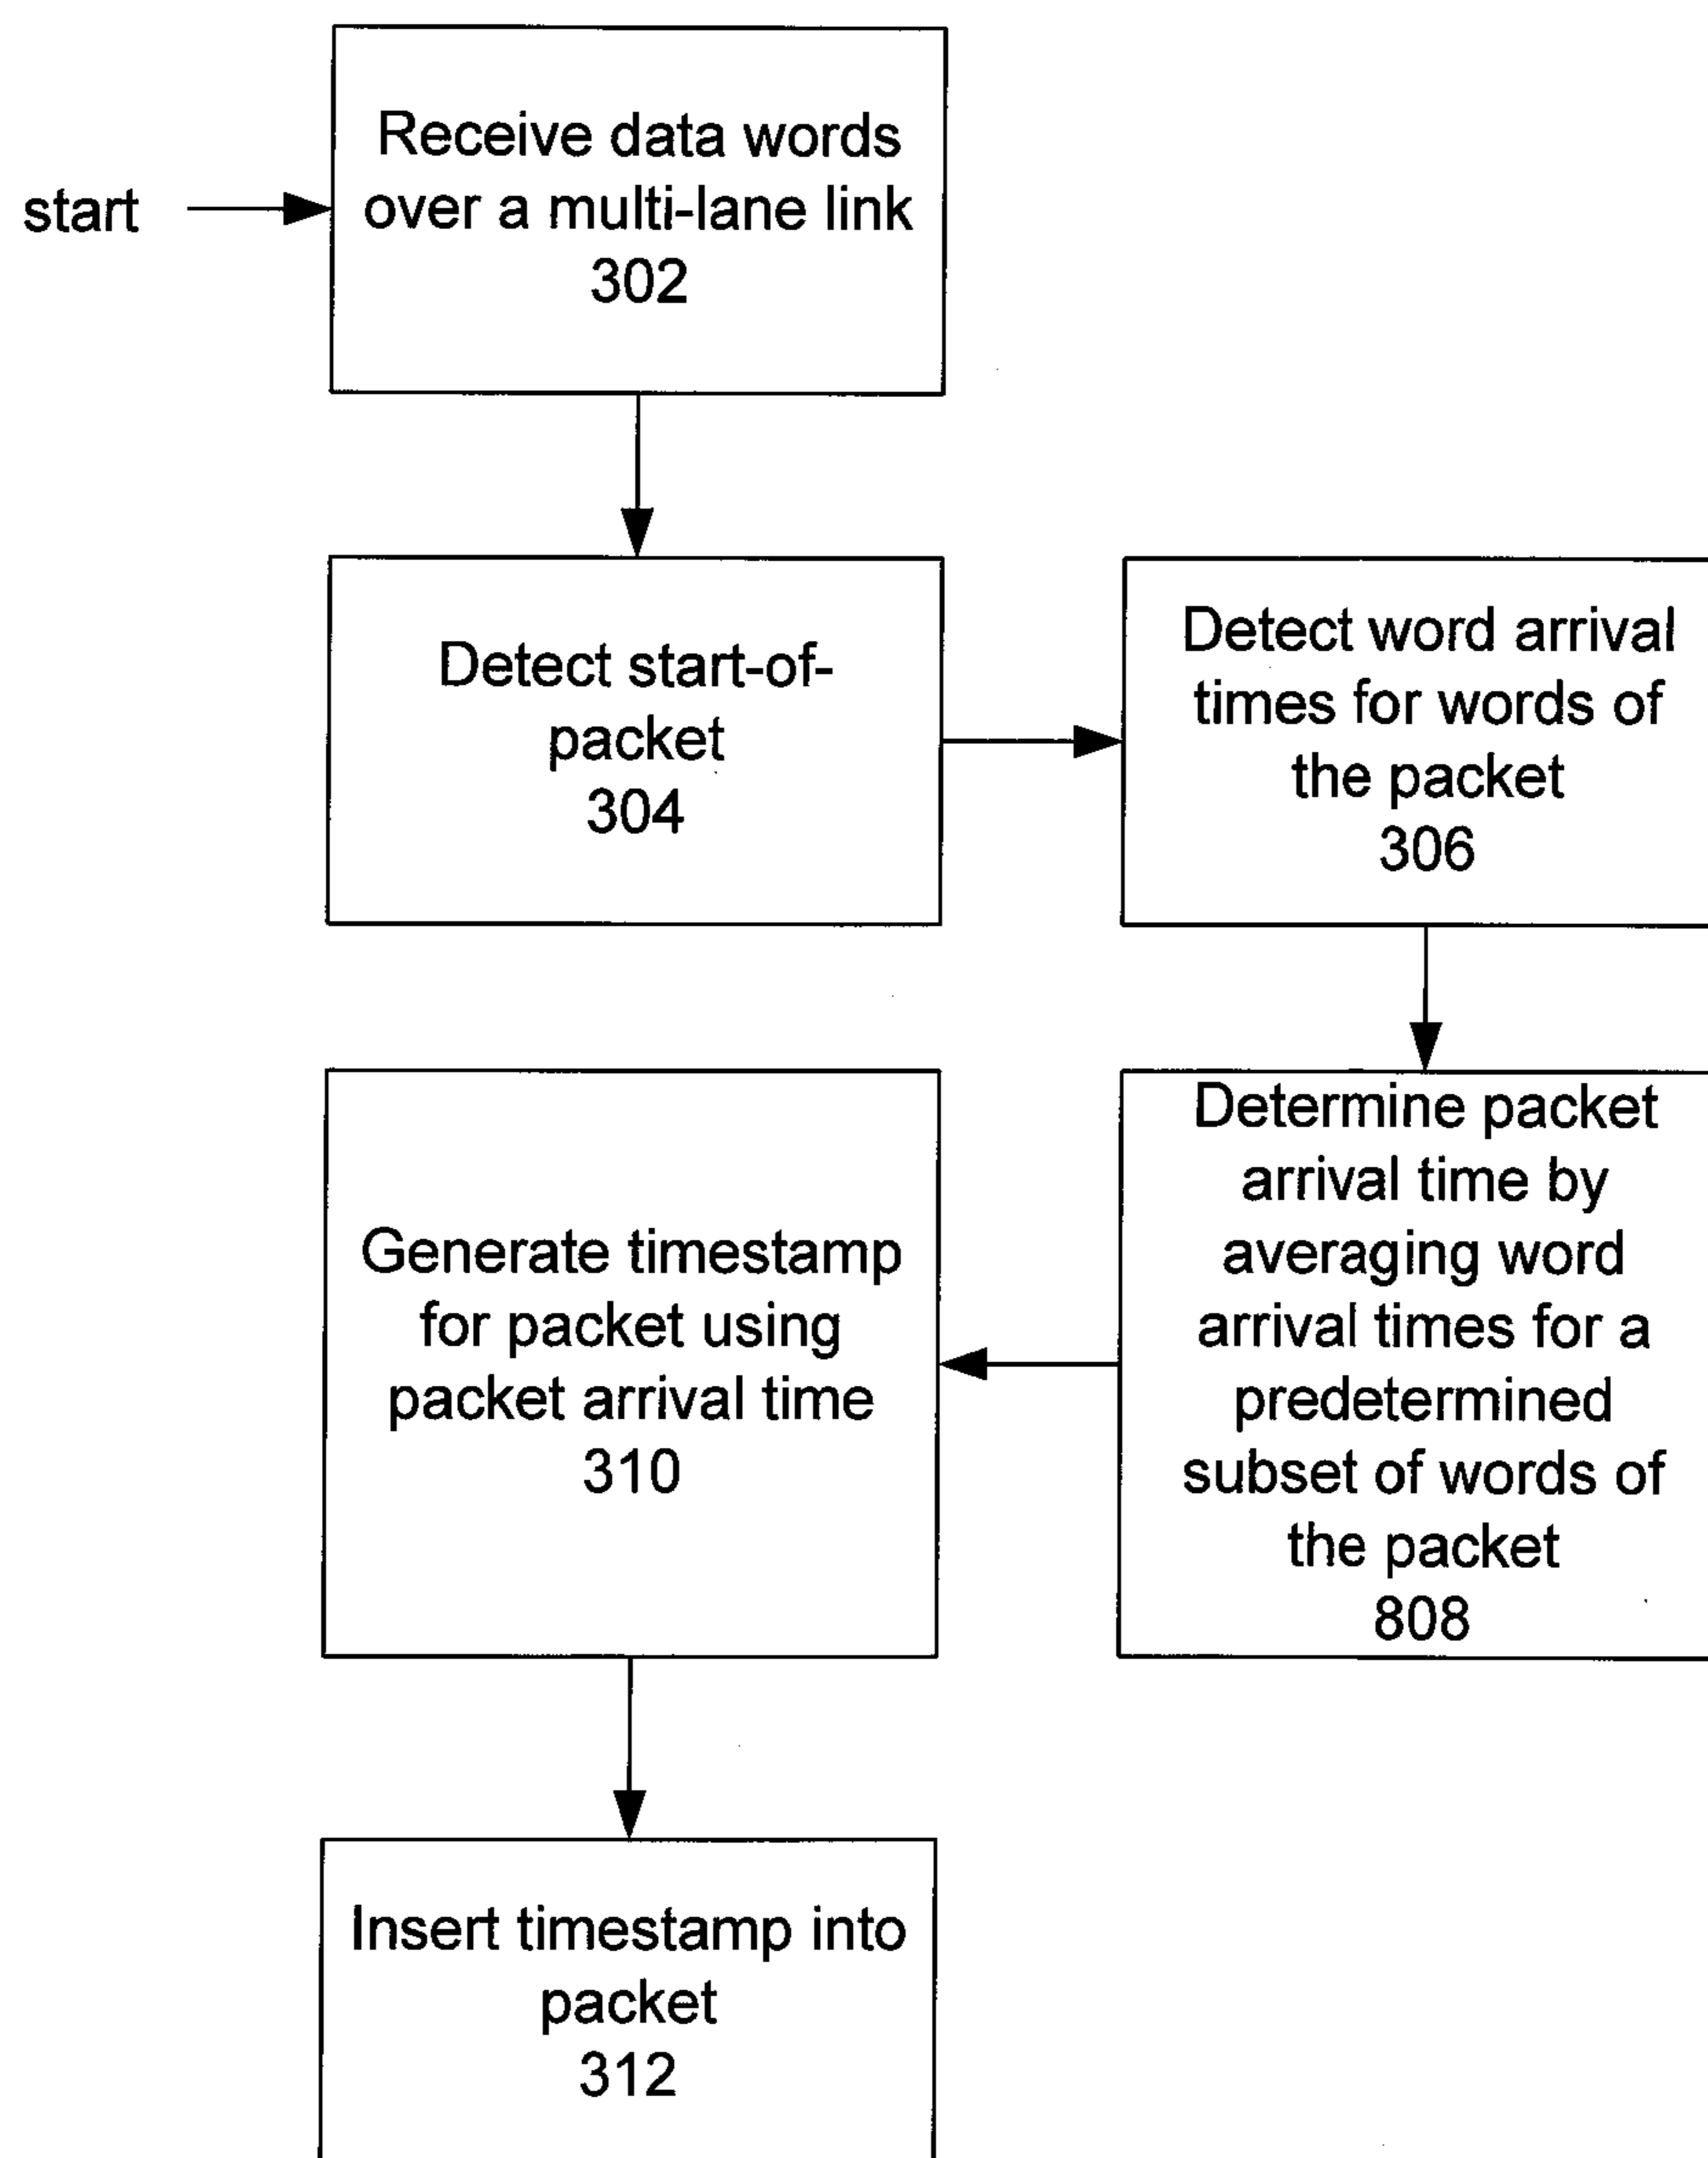 start
Receive data words
over a multi-lane link
302
Detect start-of-
packet
304
Detect word arrival
times for words of
the packet
306
Determine packet
arrival time by
averaging word
arrival times for a
predetermined
subset of words of
the packet
808
Generate timestamp
for packet using
packet arrival time
310
Insert timestamp into
packet
312